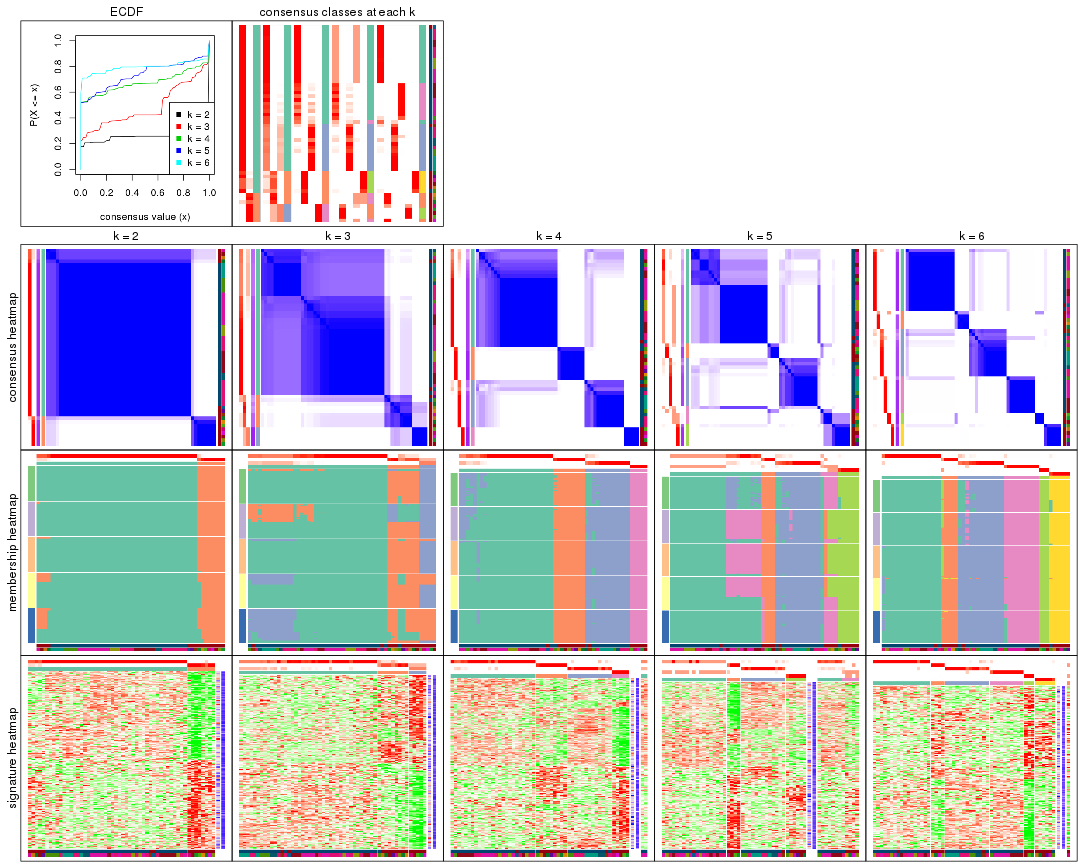 ECDF
consensus classes at each k
P(X <= x)
0.0 0.2 0.4 0.6 0.8 1.0
k = 2
k = 3
k = 4
k = 5
k = 6
0.0 0.2 0.4 0.6 0.8 1.0
consensus value (x)
k = 2
k = 3
k = 4
k = 5
k = 6
consensus heatmap
membership heatmap
signature heatmap